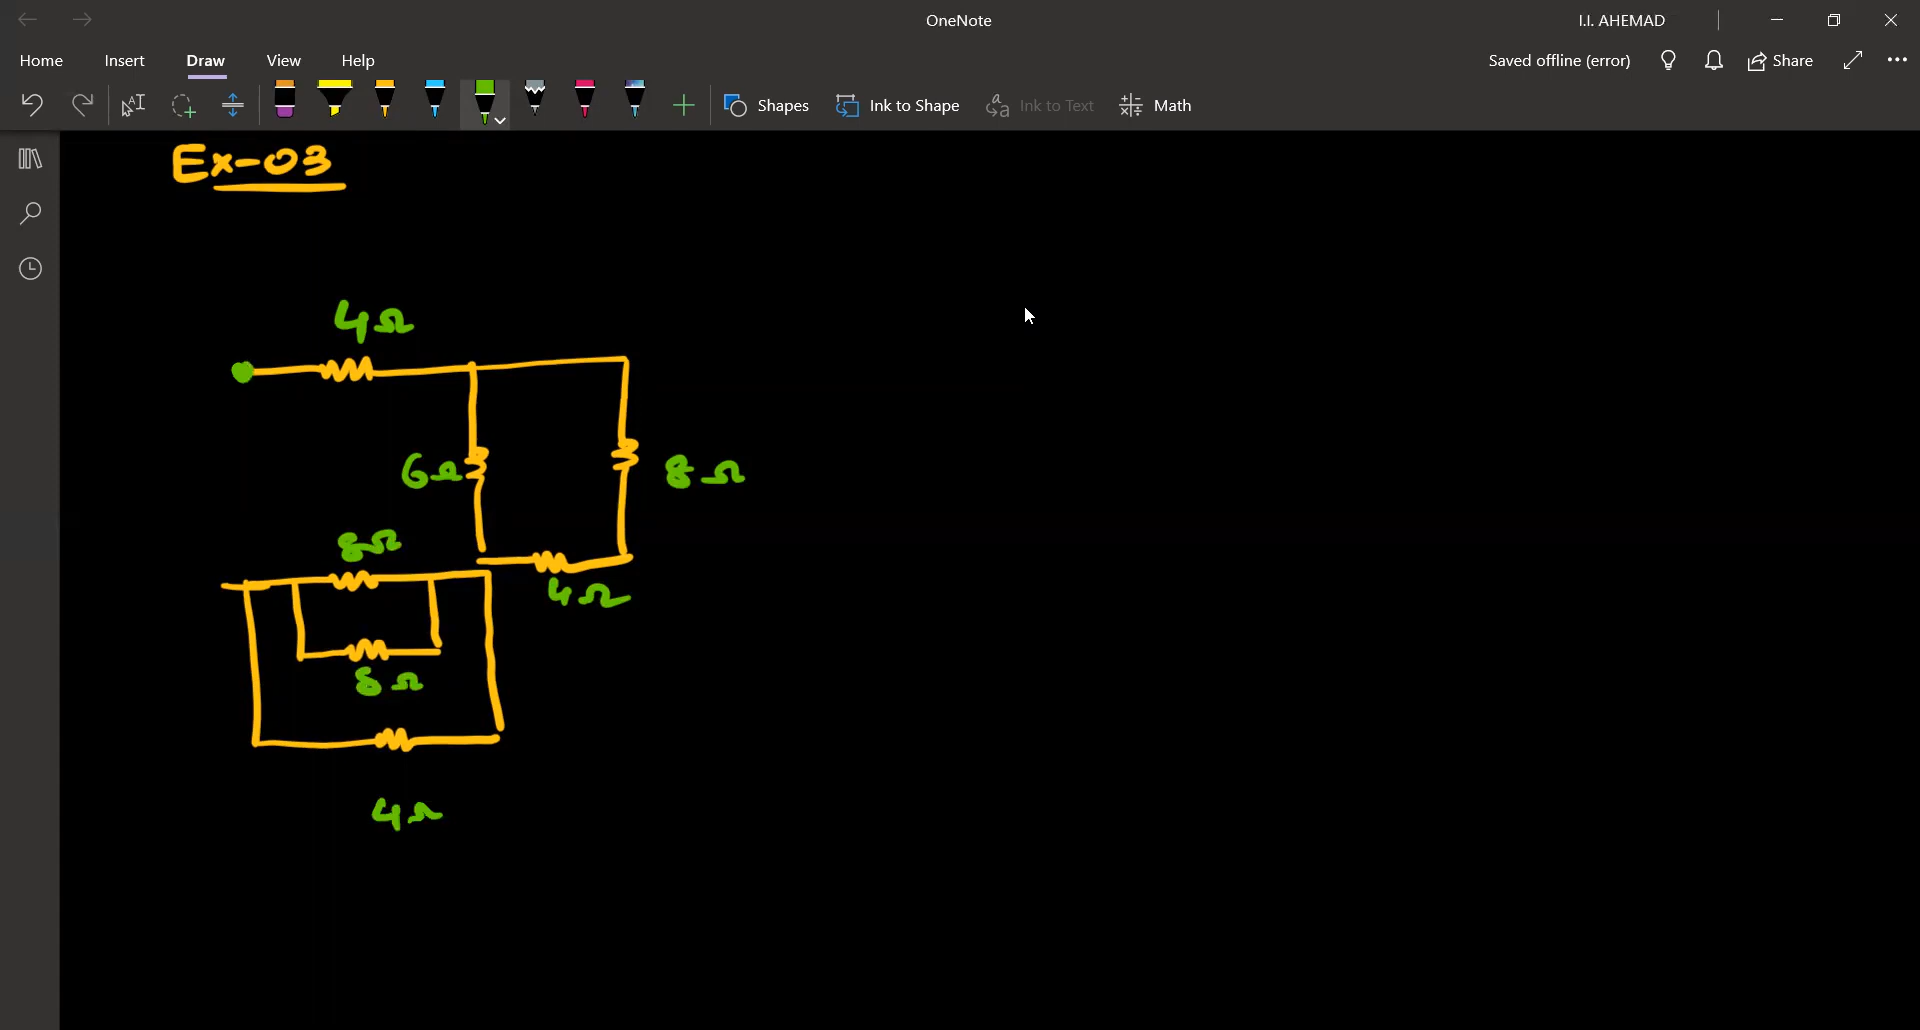 OneNote
I.I. AHEMAD
Home Insert Draw View Help
Saved offline (error)
Share
Shapes
Ink to Shape
Ink to Text
Math
Ex-03
4Ω
6Ω
8Ω
8Ω
4Ω
8Ω
4Ω